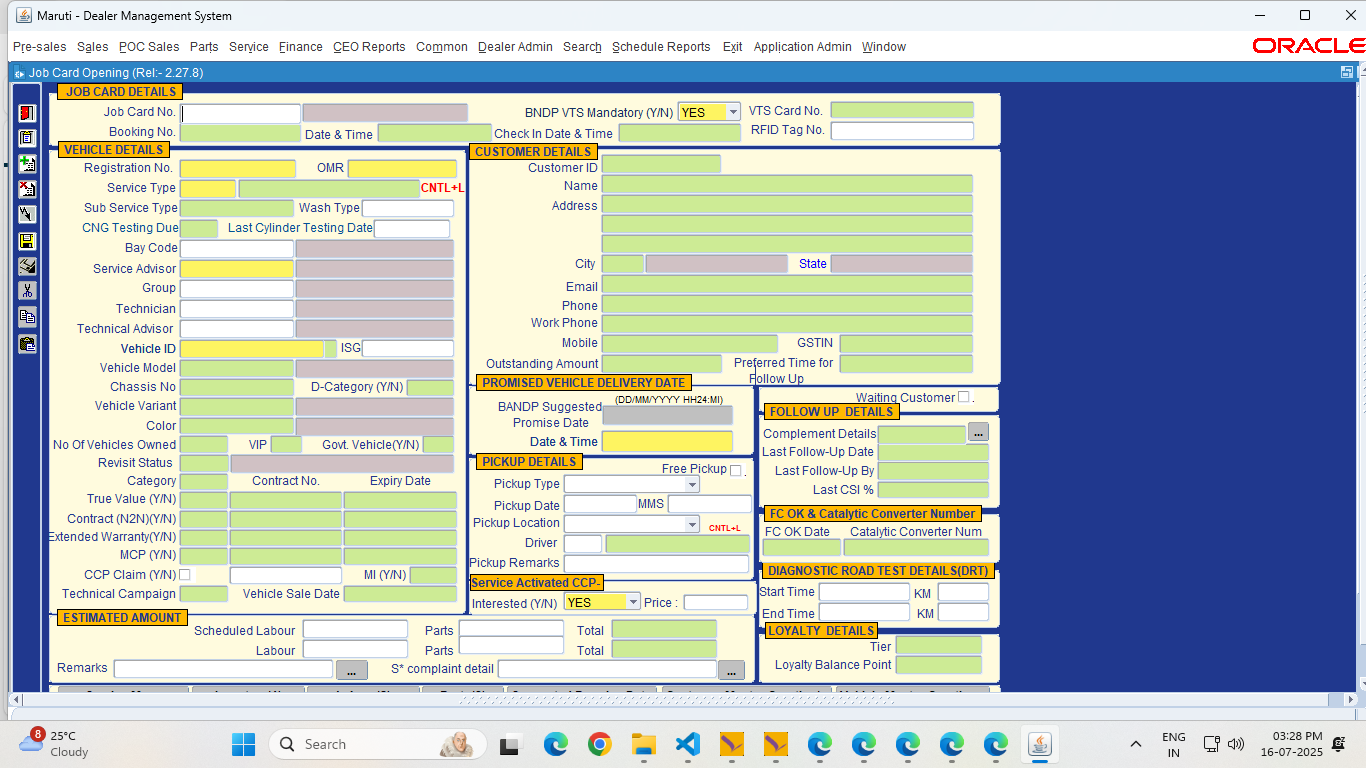 Maruti - Dealer Management System
Pre-sales Sales POC Sales Parts Service Finance CEO Reports Common Dealer Admin Search Schedule Reports Exit Application Admin Window
ORACLE
Job Card Opening (Rel:- 2.27.8)
JOB CARD DETAILS
Job Card No. BNDP VTS Mandatory (Y/N) YES VTS Card No.
Booking No. Date & Time Check In Date & Time RFID Tag No.
VEHICLE DETAILS
Registration No. OMR
Service Type CNTL+L
Sub Service Type Wash Type
CNG Testing Due Last Cylinder Testing Date
Bay Code
Service Advisor
Group
Technician
Technical Advisor
Vehicle ID ISG
Vehicle Model
Chassis No D-Category (Y/N)
Vehicle Variant
Color
No Of Vehicles Owned VIP Govt. Vehicle(Y/N)
Revisit Status
Category Contract No. Expiry Date
True Value (Y/N)
Contract (N2N)(Y/N)
Extended Warranty(Y/N)
MCP (Y/N)
CCP Claim (Y/N) MI (Y/N)
Technical Campaign Vehicle Sale Date
CUSTOMER DETAILS
Customer ID
Name
Address
City State
Email
Phone
Work Phone
Mobile GSTIN
Outstanding Amount Preferred Time for
Follow Up
PROMISED VEHICLE DELIVERY DATE
(DD/MM/YYYY HH24:MI)
BANDP Suggested
Promise Date
Date & Time
PICKUP DETAILS
Free Pickup .
Pickup Type
Pickup Date MMS
Pickup Location CNTL+L
Driver
Pickup Remarks
Service Activated CCP-
Interested (Y/N) YES Price :
Waiting Customer .
FOLLOW UP DETAILS
Complement Details ...
Last Follow-Up Date
Last Follow-Up By
Last CSI %
FC OK & Catalytic Converter Number
FC OK Date Catalytic Converter Num
DIAGNOSTIC ROAD TEST DETAILS(DRT)
Start Time KM
End Time KM
LOYALTY DETAILS
Tier
Loyalty Balance Point
ESTIMATED AMOUNT
Scheduled Labour Parts Total
Labour Parts Total
Remarks ... S* complaint detail ...
8
25°C
Cloudy
Search
ENG
IN
03:28 PM
16-07-2025